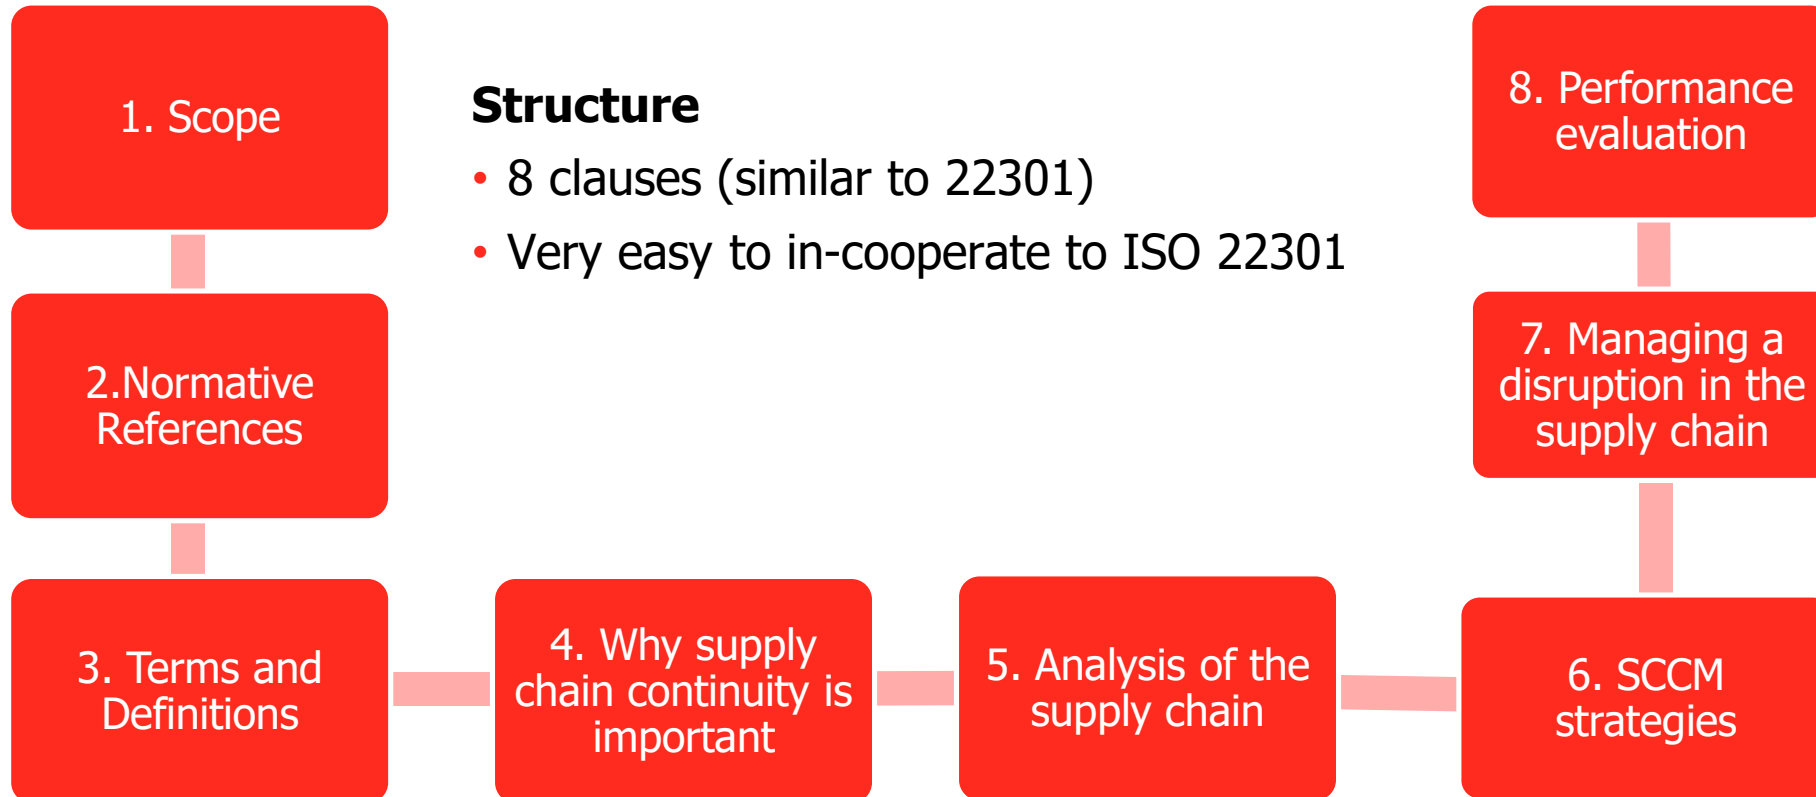 1. Scope
2.Normative
References
3. Terms and
Definitions
4. Why supply
chain continuity is
important
5. Analysis of the
supply chain
6. SCCM
strategies
7. Managing a
disruption in the
supply chain
8. Performance
evaluation
Structure
• 8 clauses (similar to 22301)
• Very easy to in-cooperate to ISO 22301